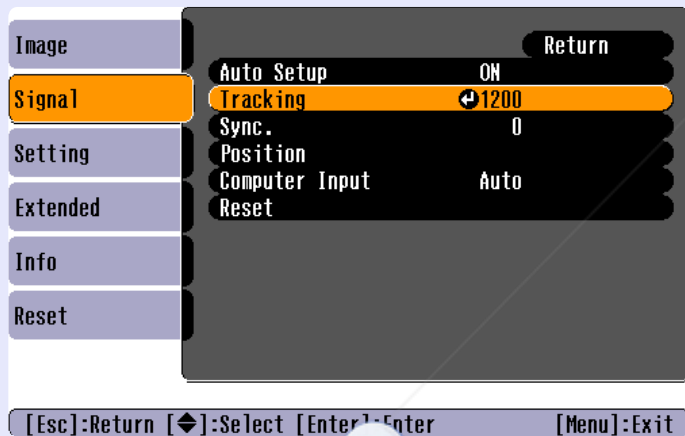 Image
Signal
Setting
Extended
Info
Reset
Return
Auto Setup ON
Tracking 1200
Sync. 0
Position
Computer Input Auto
Reset
[Esc]:Return [ ]:Select [Enter]:Enter [Menu]:Exit